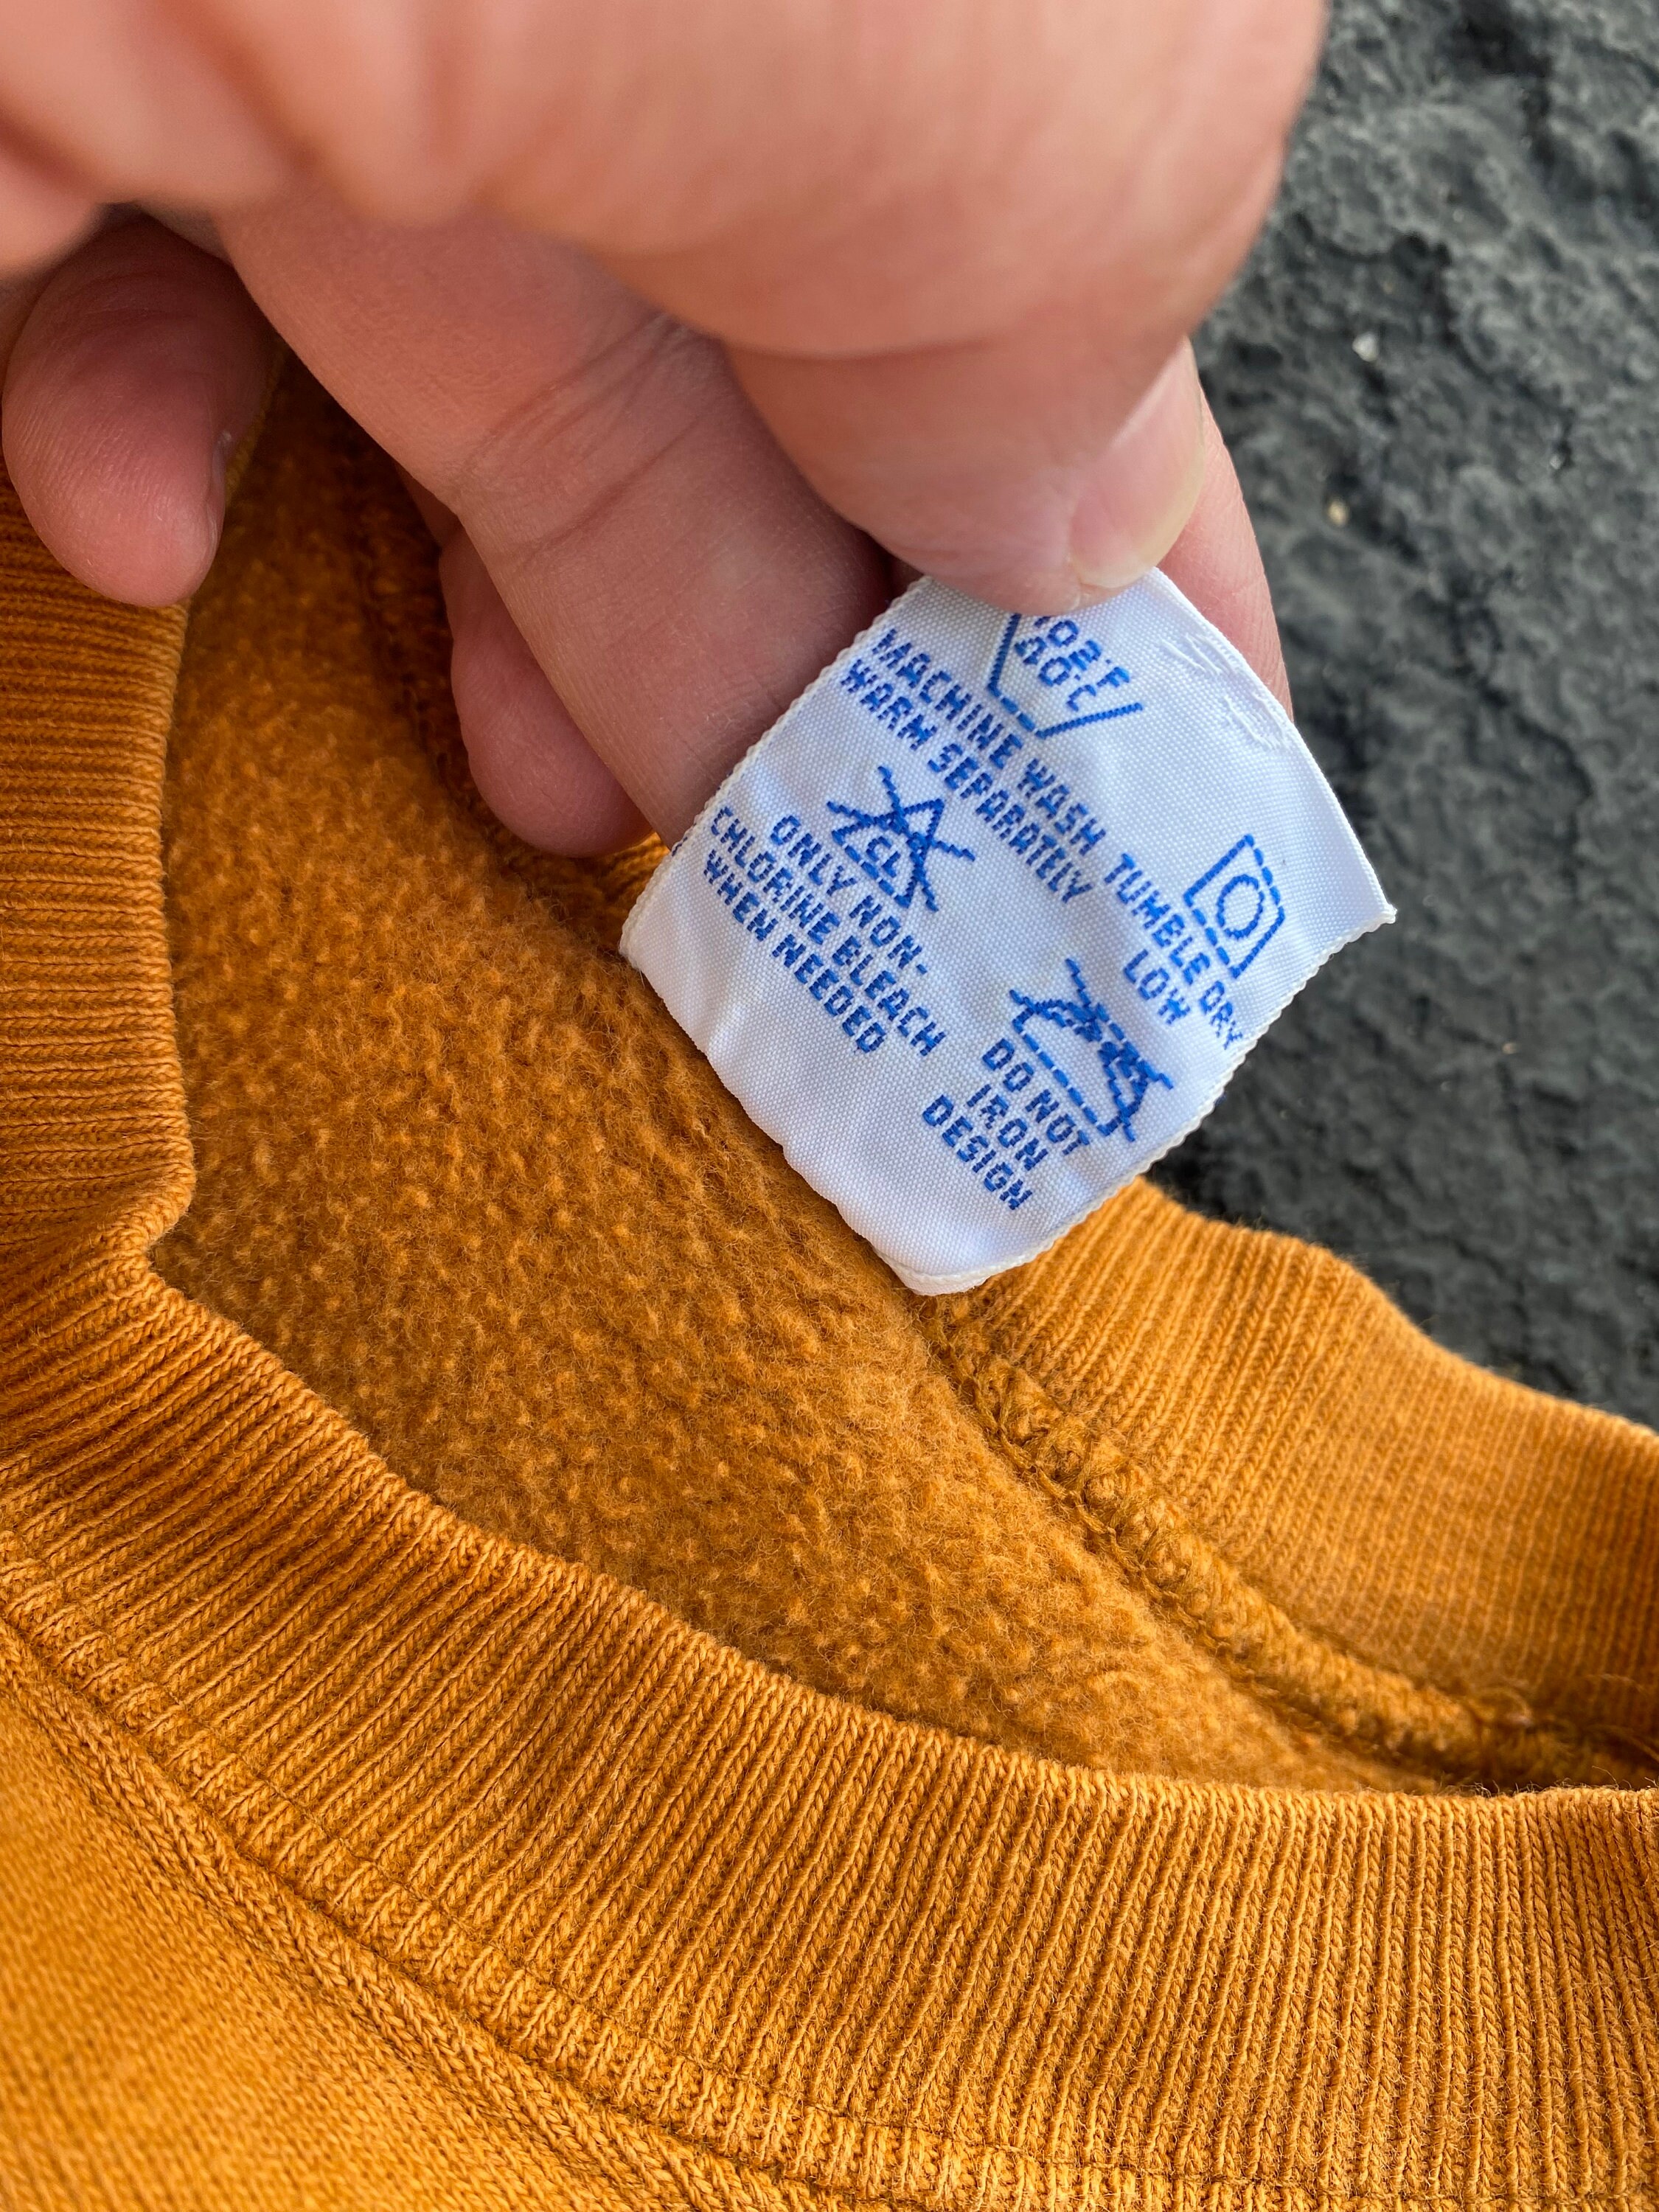 105°F
40°C
MACHINE WASH
WARM SEPARATELY
CL
ONLY NON-
CHLORINE BLEACH
WHEN NEEDED
TUMBLE DRY
LOW
DO NOT
IRON
DESIGN